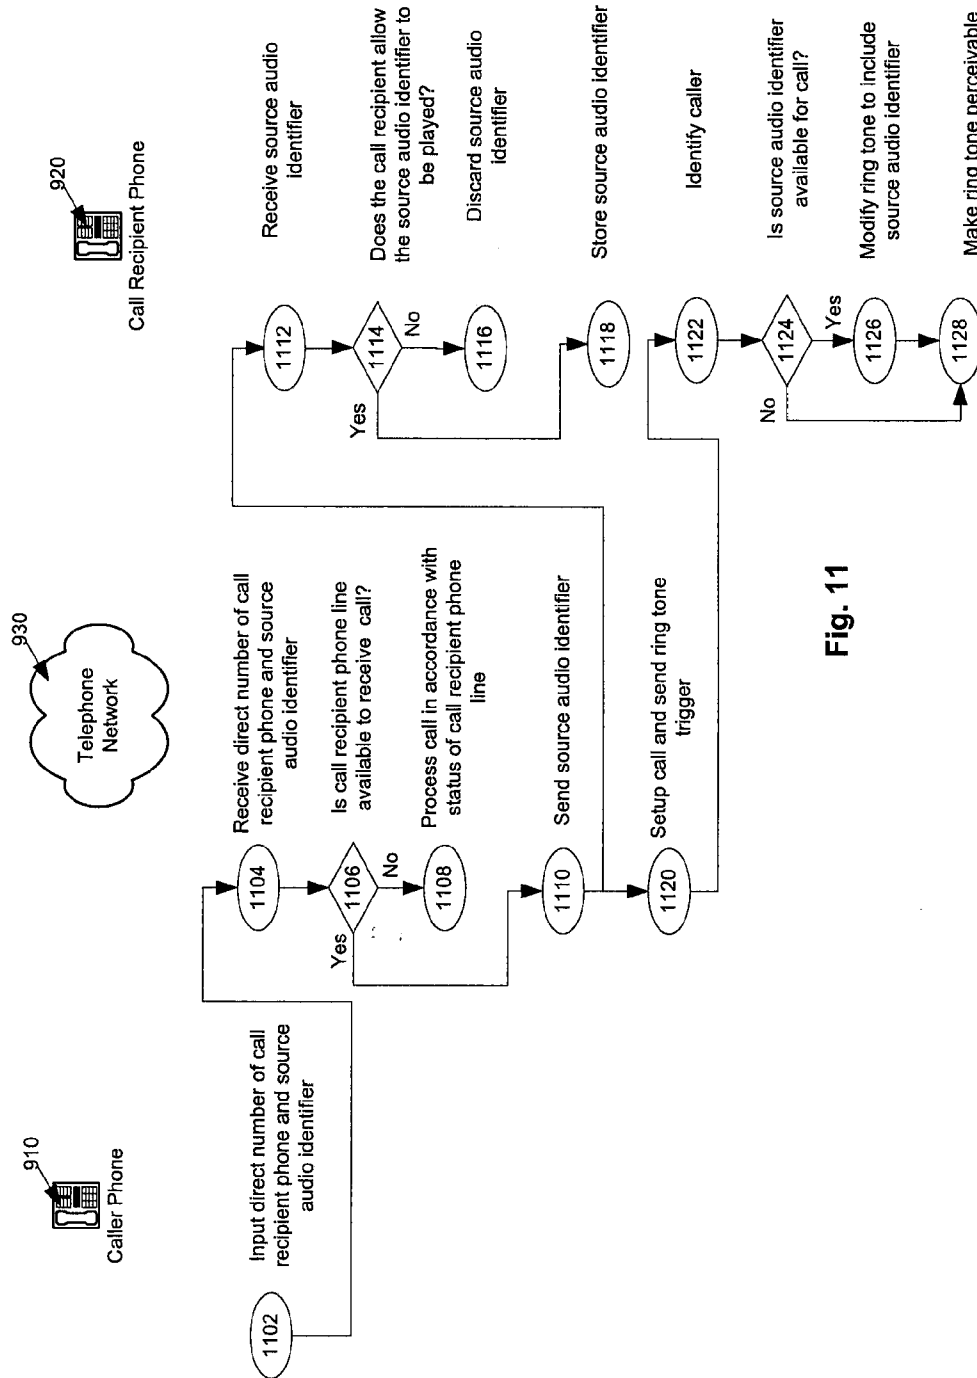 910
Caller Phone
930
Telephone
Network
920
Call Recipient Phone
1102
Input direct number of call
recipient phone and source
audio identifier
1104
Receive direct number of call
recipient phone and source
audio identifier
1106
Is call recipient phone line
available to receive call?
Yes
No
1108
Process call in accordance with
status of call recipient phone
line
1110
Send source audio identifier
1112
Receive source audio
identifier
1114
Does the call recipient allow
the source audio identifier to
be played?
Yes
No
1116
Discard source audio
identifier
1118
Store source audio identifier
1120
Setup call and send ring tone
trigger
1122
Identify caller
1124
Is source audio identifier
available for call?
No
Yes
1126
Modify ring tone to include
source audio identifier
1128
Make ring tone perceivable
Fig. 11